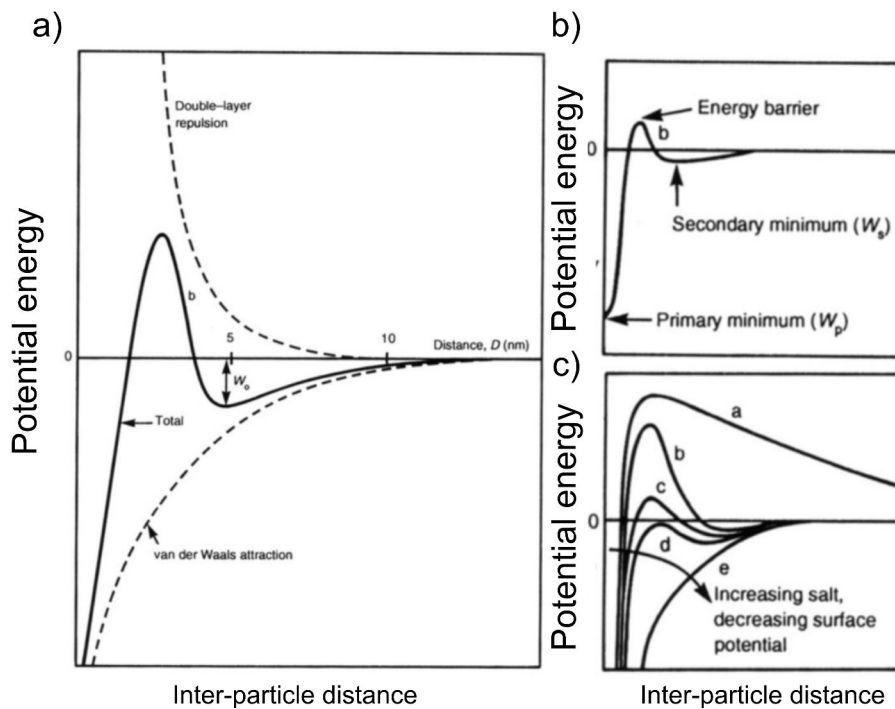 a)
Double–layer
repulsion
b
Potential energy
0
5
10
Distance, D (nm)
Wo
Total
van der Waals attraction
Inter-particle distance
b)
Energy barrier
b
0
Potential energy
Secondary minimum (Ws)
Primary minimum (Wp)
c)
a
b
c
0
d
e
Potential energy
Increasing salt,
decreasing surface
potential
Inter-particle distance